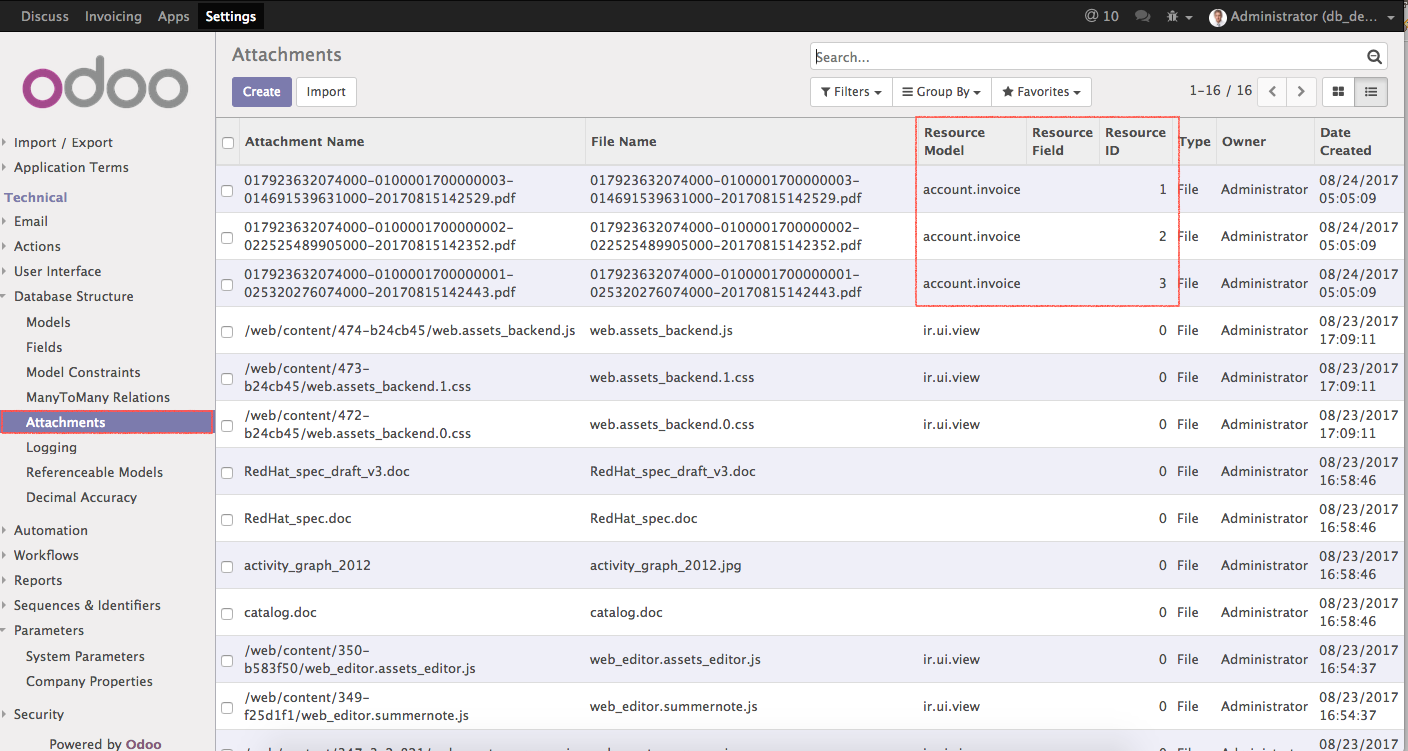 Discuss Invoicing Apps Settings @ 10 Administrator (db_de...
odoo
Import / Export
Application Terms
Technical
Email
Actions
User Interface
Database Structure
Models
Fields
Model Constraints
ManyToMany Relations
Attachments
Logging
Referenceable Models
Decimal Accuracy
Automation
Workflows
Reports
Sequences & Identifiers
Parameters
System Parameters
Company Properties
Security
Powered by Odoo
Attachments
Search...
Create Import
Filters Group By Favorites 1-16 / 16
Attachment Name File Name Resource Model Resource Field Resource ID Type Owner Date Created
017923632074000-0100001700000003- 017923632074000-0100001700000003- 08/24/2017
account.invoice 1 File Administrator
014691539631000-20170815142529.pdf 014691539631000-20170815142529.pdf 05:05:09
017923632074000-0100001700000002- 017923632074000-0100001700000002- 08/24/2017
account.invoice 2 File Administrator
022525489905000-20170815142352.pdf 022525489905000-20170815142352.pdf 05:05:09
017923632074000-0100001700000001- 017923632074000-0100001700000001- 08/24/2017
account.invoice 3 File Administrator
025320276074000-20170815142443.pdf 025320276074000-20170815142443.pdf 05:05:09
08/23/2017
/web/content/474-b24cb45/web.assets_backend.js web.assets_backend.js ir.ui.view 0 File Administrator
17:09:11
/web/content/473- 08/23/2017
web.assets_backend.1.css ir.ui.view 0 File Administrator
b24cb45/web.assets_backend.1.css 17:09:11
/web/content/472- 08/23/2017
web.assets_backend.0.css ir.ui.view 0 File Administrator
b24cb45/web.assets_backend.0.css 17:09:11
08/23/2017
RedHat_spec_draft_v3.doc RedHat_spec_draft_v3.doc 0 File Administrator
16:58:46
08/23/2017
RedHat_spec.doc RedHat_spec.doc 0 File Administrator
16:58:46
08/23/2017
activity_graph_2012 activity_graph_2012.jpg 0 File Administrator
16:58:46
08/23/2017
catalog.doc catalog.doc 0 File Administrator
16:58:46
/web/content/350- 08/23/2017
web_editor.assets_editor.js ir.ui.view 0 File Administrator
b583f50/web_editor.assets_editor.js 16:54:37
/web/content/349- 08/23/2017
web_editor.summernote.js ir.ui.view 0 File Administrator
f25d1f1/web_editor.summernote.js 16:54:37
08/23/2017